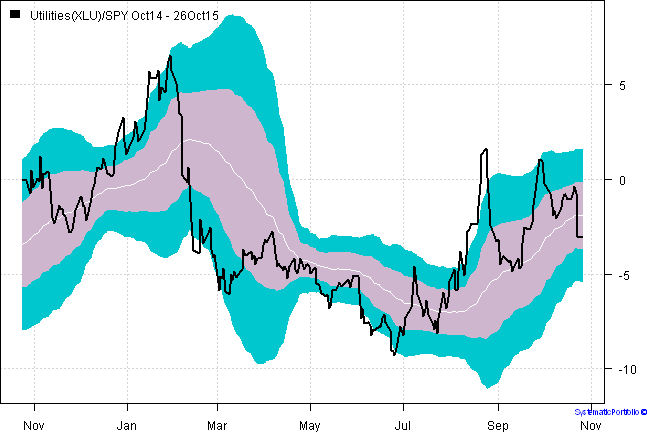 Utilities(XLU)/SPY Oct14 - 26Oct15
5
0
-5
-10
SystematicPortfolio ©
Nov Jan Mar May Jul Sep Nov